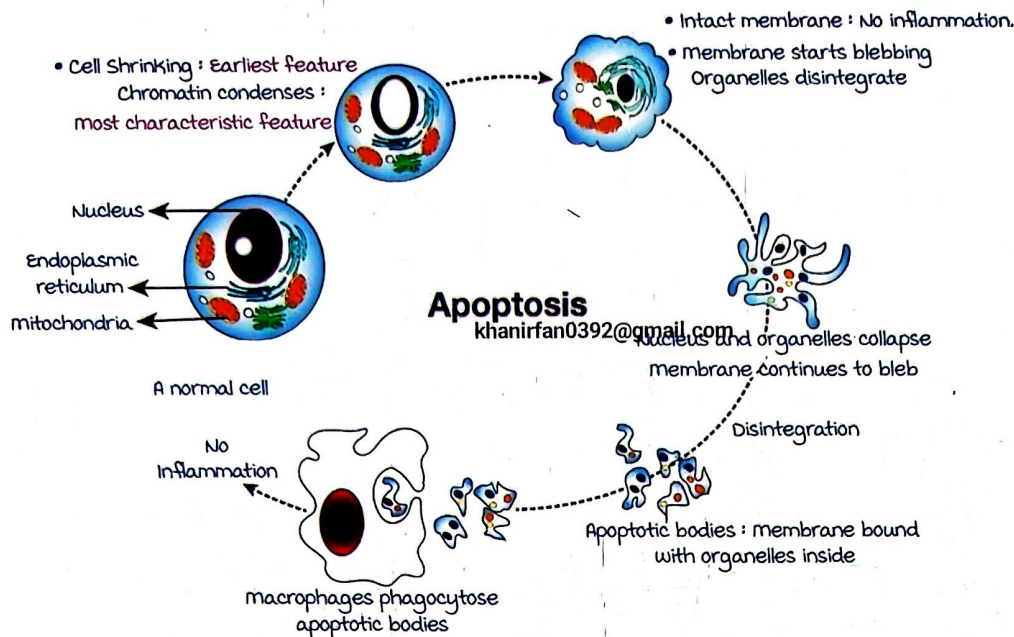 • Intact membrane : No inflammation.
• membrane starts blebbing
Organelles disintegrate
• Cell Shrinking : Earliest feature
Chromatin condenses :
most characteristic feature
Nucleus
Endoplasmic
reticulum
mitochondria
A normal cell
Apoptosis
khanirfan0392@gmail.com
Nucleus and organelles collapse
membrane continues to bleb
Disintegration
Apoptotic bodies : membrane bound
with organelles inside
No
Inflammation
macrophages phagocytose
apoptotic bodies